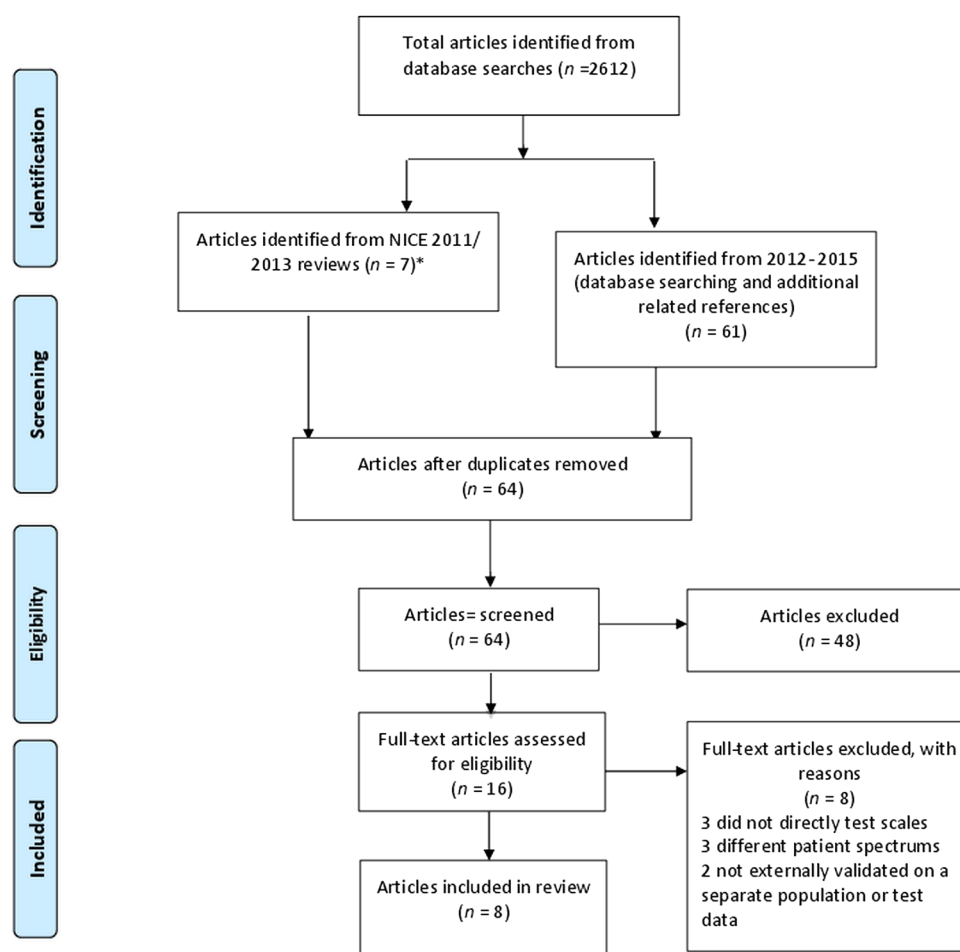 Total articles identified from
database searches (n =2612)
Identification
Articles identified from NICE 2011/
2013 reviews (n = 7)*
Articles identified from 2012-2015
(database searching and additional
related references)
(n = 61)
Screening
Articles after duplicates removed
(n = 64)
Eligibility
Articles= screened
(n = 64)
Articles excluded
(n = 48)
Full-text articles assessed
for eligibility
(n = 16)
Full-text articles excluded, with
reasons
(n = 8)
3 did not directly test scales
3 different patient spectrums
2 not externally validated on a
separate population or test
data
Included
Articles included in review
(n = 8)